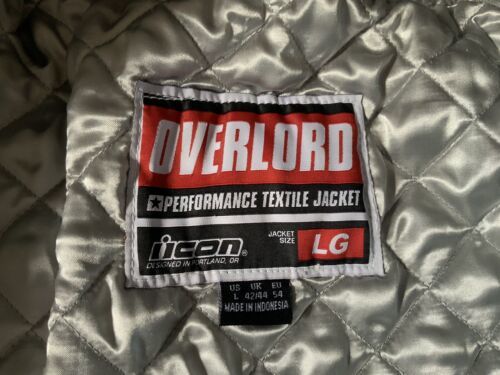 OVERLORD
PERFORMANCE TEXTILE JACKET
icon®
DESIGNED IN PORTLAND, OR
JACKET
SIZE
LG
US UK EU
L 42/44 54
MADE IN INDONESIA